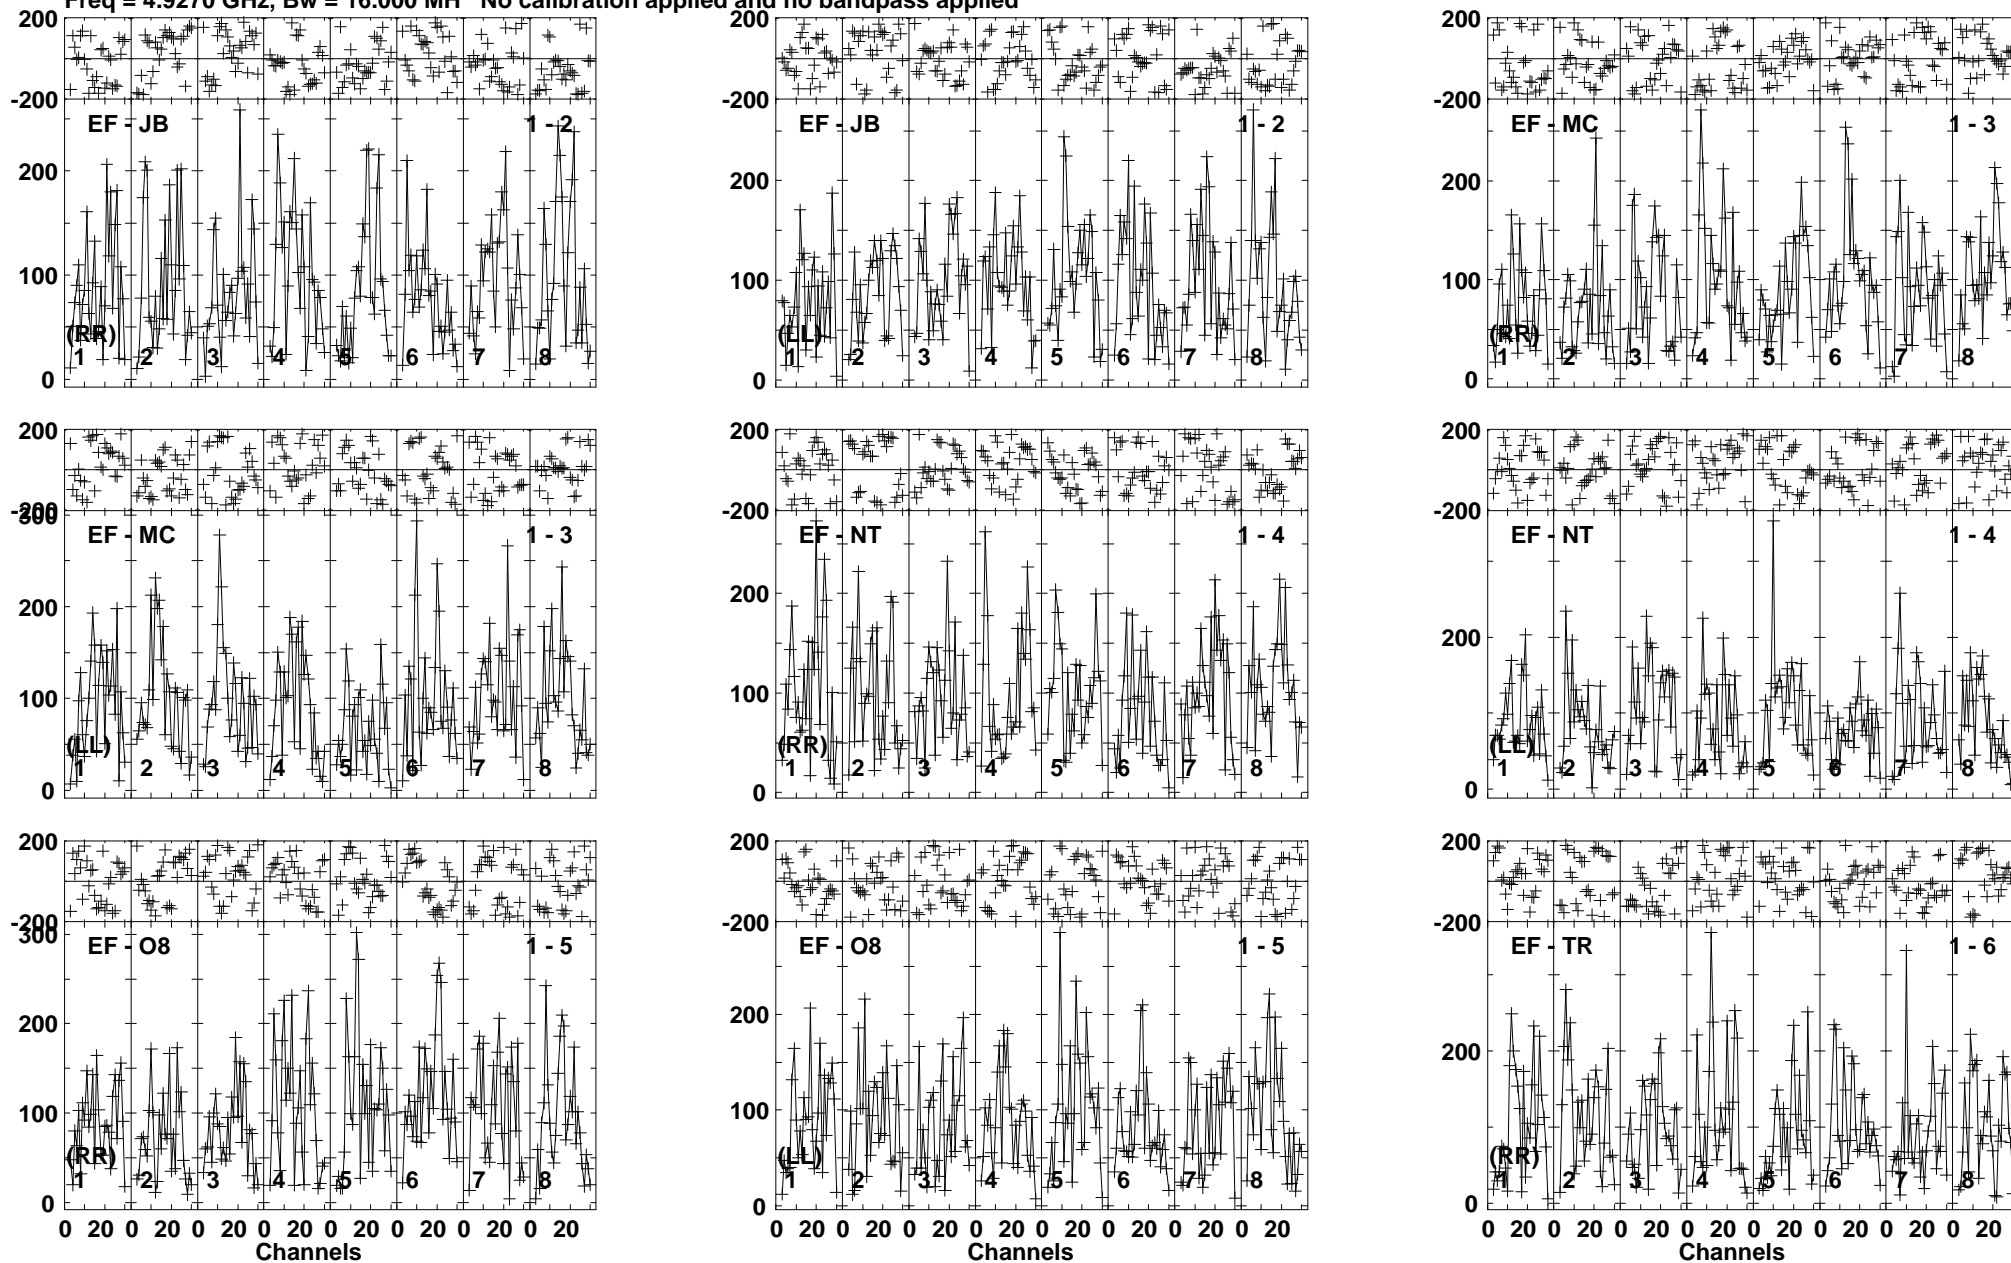 Freq = 4.9270 GHz, Bw = 16.000 MH No calibration applied and no bandpass applied
200 200 200
-200 -200 -200
EF - JB 1 - 2 EF - JB 1 - 2 EF - MC 1 - 3
200 200 200
100 100 100
(RR) (LL) (RR)
1 2 3 4 5 6 7 8 1 2 3 4 5 6 7 8 1 2 3 4 5 6 7 8
0 0 0
200 200 200
-200 -200 -200
300
EF - MC 1 - 3 EF - NT 1 - 4 EF - NT 1 - 4
200 200 200
100 100
(LL) (RR) (LL)
1 2 3 4 5 6 7 8 1 2 3 4 5 6 7 8 1 2 3 4 5 6 7 8
0 0 0
200 200 200
-200 -200 -200
300
EF - O8 1 - 5 EF - O8 1 - 5 EF - TR 1 - 6
200 200 200
100 100
(RR) (LL) (RR)
1 2 3 4 5 6 7 8 1 2 3 4 5 6 7 8 1 2 3 4 5 6 7 8
0 0 0
0 20 0 20 0 20 0 20 0 20 0 20 0 20 0 20 0 20 0 20 0 20 0 20 0 20 0 20 0 20 0 20 0 20 0 20 0 20 0 20 0 20 0 20 0 20 0 20
Channels Channels Channels